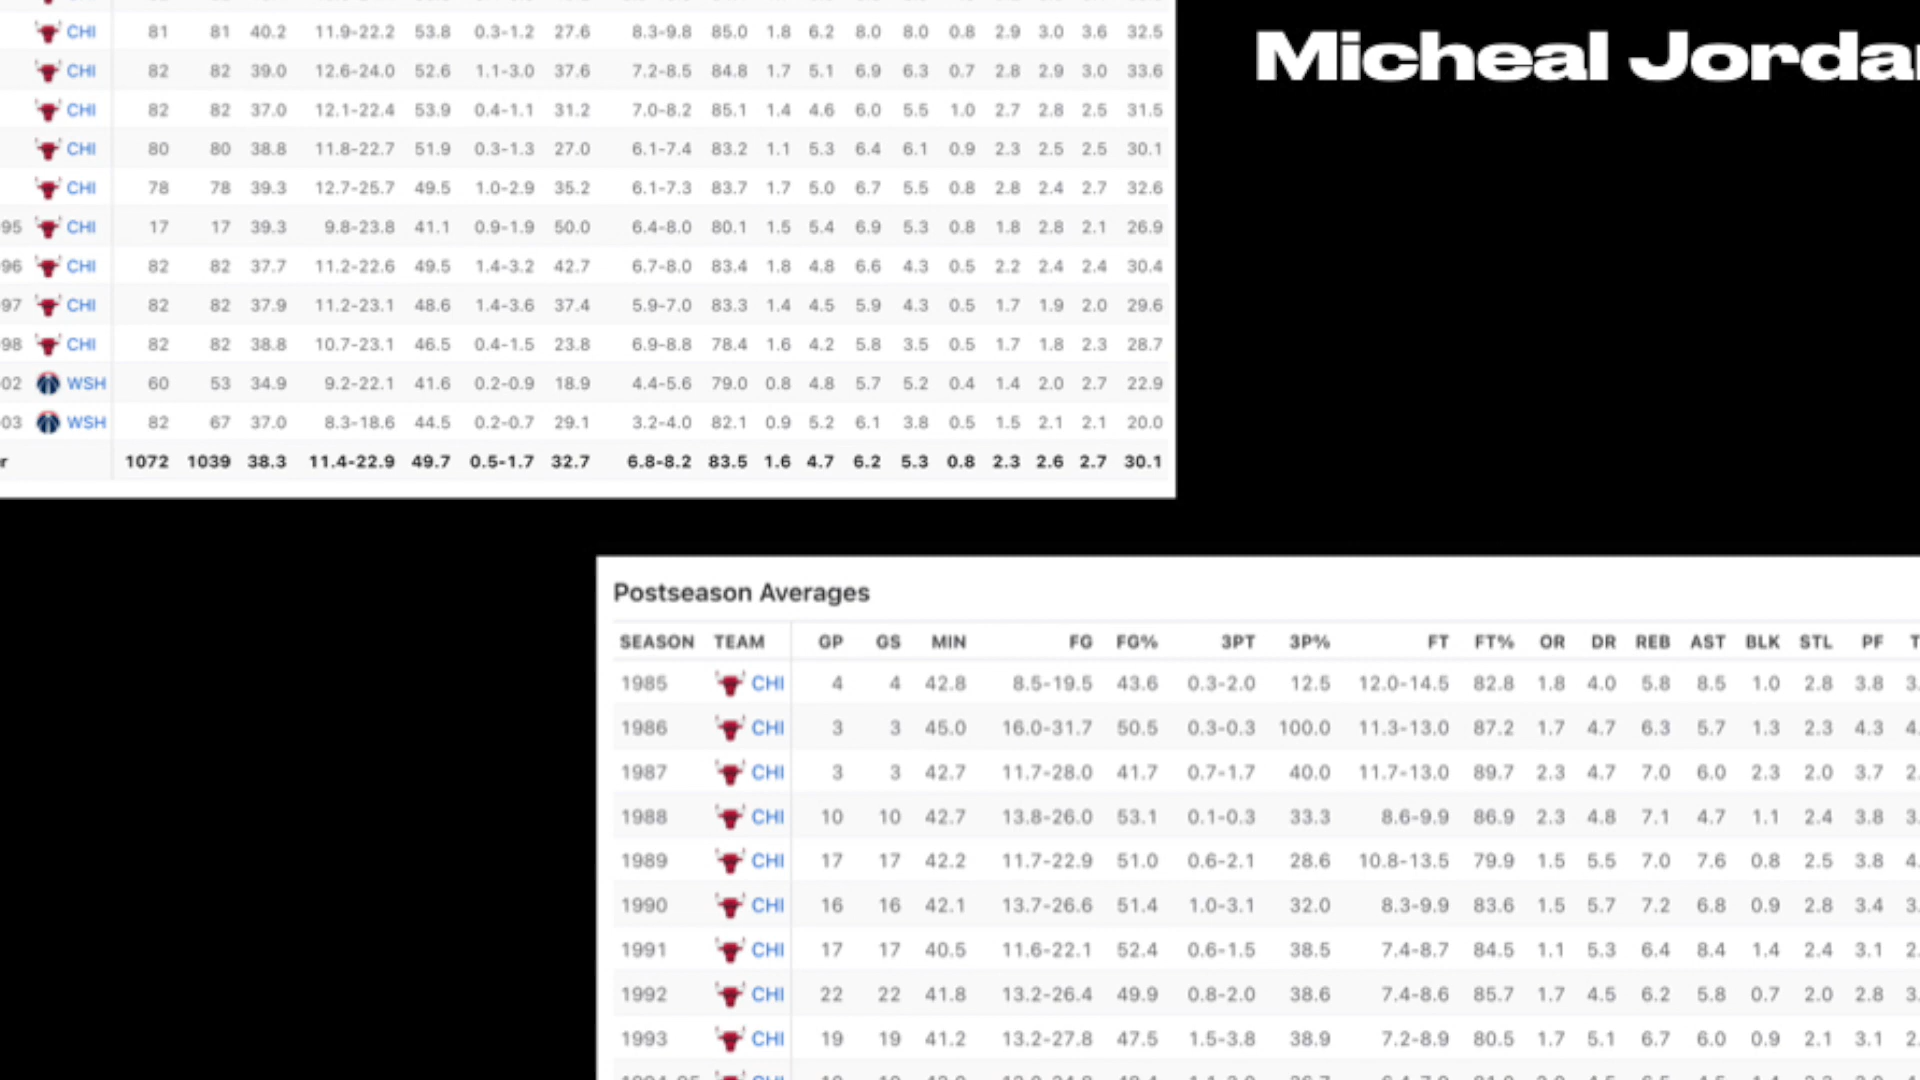 CHI 81 81 40.2 11.9-22.2 53.8 0.3-1.2 27.6 8.3-9.8 85.0 1.8 6.2 8.0 8.0 0.8 2.9 3.0 3.6 32.5
Micheal Jordan
CHI 82 82 39.0 12.6-24.0 52.6 1.1-3.0 37.6 7.2-8.5 84.8 1.7 5.1 6.9 6.3 0.7 2.8 2.9 3.0 33.6
CHI 82 82 37.0 12.1-22.4 53.9 0.4-1.1 31.2 7.0-8.2 85.1 1.4 4.6 6.0 5.5 1.0 2.7 2.8 2.5 31.5
CHI 80 80 38.8 11.8-22.7 51.9 0.3-1.3 27.0 6.1-7.4 83.2 1.1 5.3 6.4 6.1 0.9 2.3 2.5 2.5 30.1
CHI 78 78 39.3 12.7-25.7 49.5 1.0-2.9 35.2 6.1-7.3 83.7 1.7 5.0 6.7 5.5 0.8 2.8 2.4 2.7 32.6
95 CHI 17 17 39.3 9.8-23.8 41.1 0.9-1.9 50.0 6.4-8.0 80.1 1.5 5.4 6.9 5.3 0.8 1.8 2.8 2.1 26.9
96 CHI 82 82 37.7 11.2-22.6 49.5 1.4-3.2 42.7 6.7-8.0 83.4 1.8 4.8 6.6 4.3 0.5 2.2 2.4 2.4 30.4
97 CHI 82 82 37.9 11.2-23.1 48.6 1.4-3.6 37.4 5.9-7.0 83.3 1.4 4.5 5.9 4.3 0.5 1.7 1.9 2.0 29.6
98 CHI 82 82 38.8 10.7-23.1 46.5 0.4-1.5 23.8 6.9-8.8 78.4 1.6 4.2 5.8 3.5 0.5 1.7 1.8 2.3 28.7
02 WSH 60 53 34.9 9.2-22.1 41.6 0.2-0.9 18.9 4.4-5.6 79.0 0.8 4.8 5.7 5.2 0.4 1.4 2.0 2.7 22.9
03 WSH 82 67 37.0 8.3-18.6 44.5 0.2-0.7 29.1 3.2-4.0 82.1 0.9 5.2 6.1 3.8 0.5 1.5 2.1 2.1 20.0
r 1072 1039 38.3 11.4-22.9 49.7 0.5-1.7 32.7 6.8-8.2 83.5 1.6 4.7 6.2 5.3 0.8 2.3 2.6 2.7 30.1
Postseason Averages
SEASON TEAM GP GS MIN FG FG% 3PT 3P% FT FT% OR DR REB AST BLK STL PF T
1985 CHI 4 4 42.8 8.5-19.5 43.6 0.3-2.0 12.5 12.0-14.5 82.8 1.8 4.0 5.8 8.5 1.0 2.8 3.8 3.
1986 CHI 3 3 45.0 16.0-31.7 50.5 0.3-0.3 100.0 11.3-13.0 87.2 1.7 4.7 6.3 5.7 1.3 2.3 4.3 4.
1987 CHI 3 3 42.7 11.7-28.0 41.7 0.7-1.7 40.0 11.7-13.0 89.7 2.3 4.7 7.0 6.0 2.3 2.0 3.7 2.
1988 CHI 10 10 42.7 13.8-26.0 53.1 0.1-0.3 33.3 8.6-9.9 86.9 2.3 4.8 7.1 4.7 1.1 2.4 3.8 3.
1989 CHI 17 17 42.2 11.7-22.9 51.0 0.6-2.1 28.6 10.8-13.5 79.9 1.5 5.5 7.0 7.6 0.8 2.5 3.8 4.
1990 CHI 16 16 42.1 13.7-26.6 51.4 1.0-3.1 32.0 8.3-9.9 83.6 1.5 5.7 7.2 6.8 0.9 2.8 3.4 3.
1991 CHI 17 17 40.5 11.6-22.1 52.4 0.6-1.5 38.5 7.4-8.7 84.5 1.1 5.3 6.4 8.4 1.4 2.4 3.1 2.
1992 CHI 22 22 41.8 13.2-26.4 49.9 0.8-2.0 38.6 7.4-8.6 85.7 1.7 4.5 6.2 5.8 0.7 2.0 2.8 3.
1993 CHI 19 19 41.2 13.2-27.8 47.5 1.5-3.8 38.9 7.2-8.9 80.5 1.7 5.1 6.7 6.0 0.9 2.1 3.1 2.